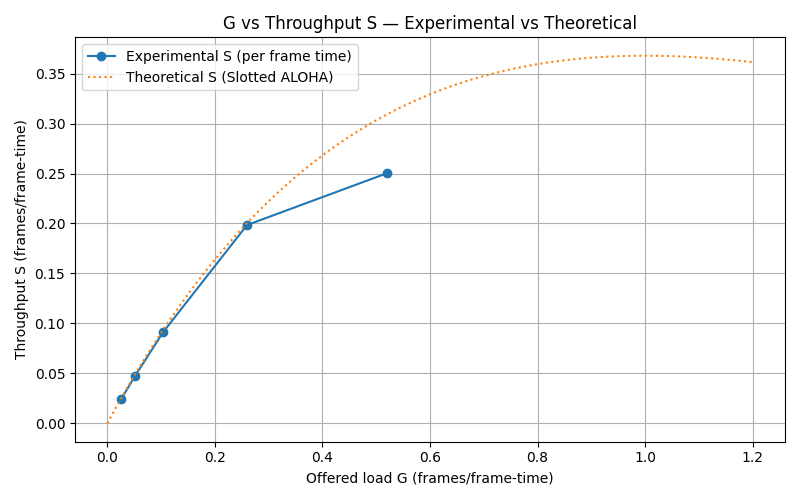 G vs Throughput S — Experimental vs Theoretical
Experimental S (per frame time)
Theoretical S (Slotted ALOHA)
Throughput S (frames/frame-time)
0.35
0.30
0.25
0.20
0.15
0.10
0.05
0.00
0.0 0.2 0.4 0.6 0.8 1.0 1.2
Offered load G (frames/frame-time)